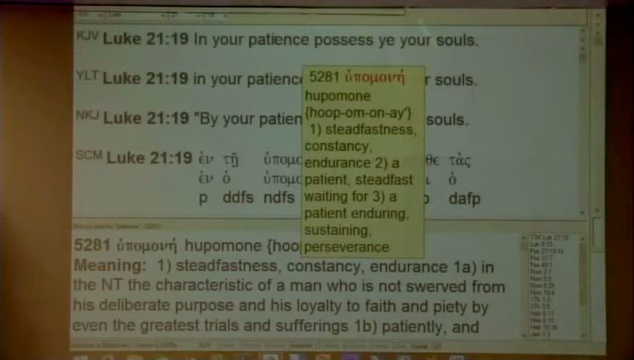 KJV Luke 21:19 In your patience possess ye your souls.
YLT Luke 21:19 in your patience r souls.
NKJ Luke 21:19 "By your patien souls.
SCM Luke 21:19 ἐν τῇ ὑπομο θε τὰς
ἐν ὁ ὑπομο ι ὁ
p ddfs ndfs p dafp
5281 ὑπομονή
hupomone
{hoop-om-on-ay'}
1) steadfastness,
constancy,
endurance 2) a
patient, steadfast
waiting for 3) a
patient enduring,
sustaining,
perseverance
5281 ὑπομονή hupomone {hoo
Meaning: 1) steadfastness, constancy, endurance 1a) in
the NT the characteristic of a man who is not swerved from
his deliberate purpose and his loyalty to faith and piety by
even the greatest trials and sufferings 1b) patiently, and